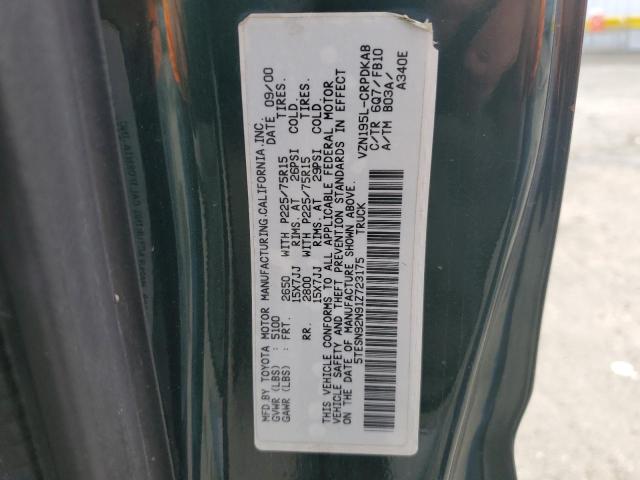 MFD BY TOYOTA MOTOR MANUFACTURING, CALIFORNIA, INC.
GVWR (LBS) : 5100 DATE 09/00
GAWR (LBS) : FRT. 2650 WITH P225/75R15 TIRES.
15X7JJ RIMS. AT 26PSI COLD.
RR. 2800 WITH P225/75R15 TIRES.
15X7JJ RIMS. AT 29PSI COLD.
THIS VEHICLE CONFORMS TO ALL APPLICABLE FEDERAL MOTOR
VEHICLE SAFETY AND THEFT PREVENTION STANDARDS IN EFFECT
ON THE DATE OF MANUFACTURE SHOWN ABOVE.
5TESN92N91Z723175 TRUCK
VZN195L-CRPDKAB
C/TR 6Q7/FB10
A/TM B03A/
A340E